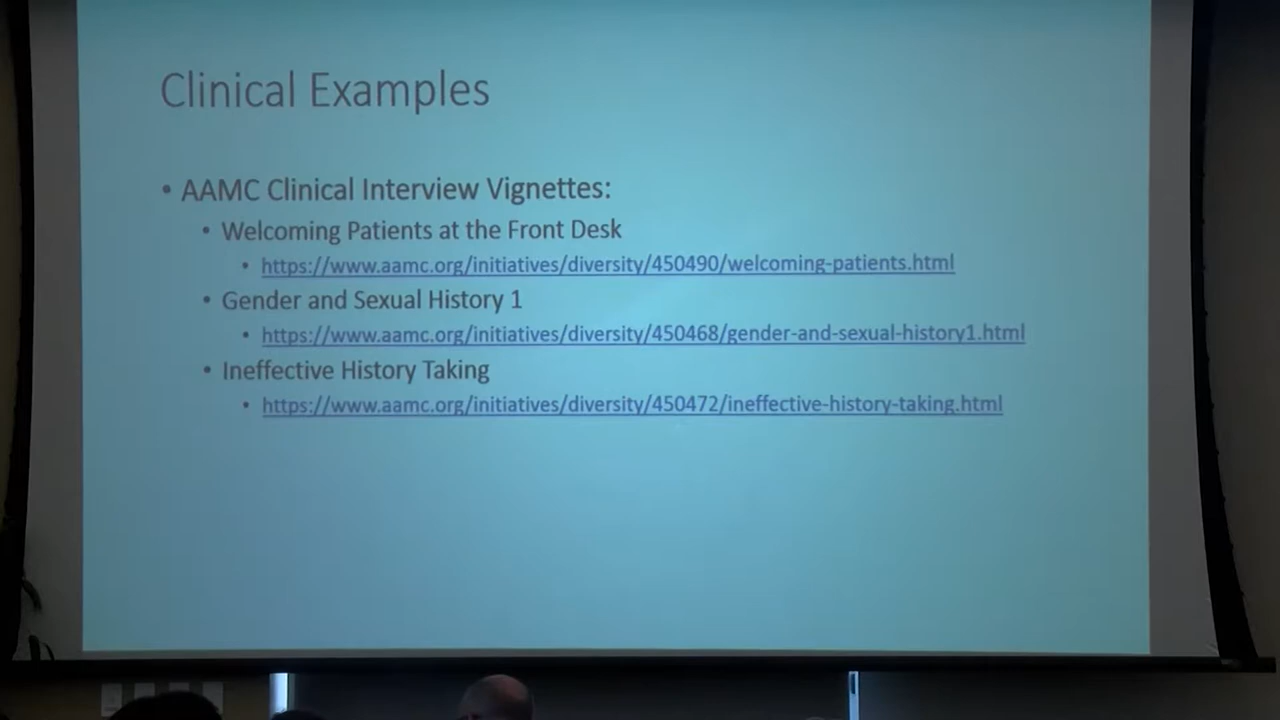 Clinical Examples
• AAMC Clinical Interview Vignettes:
• Welcoming Patients at the Front Desk
• https://www.aamc.org/initiatives/diversity/450490/welcoming-patients.html
• Gender and Sexual History 1
• https://www.aamc.org/initiatives/diversity/450468/gender-and-sexual-history1.html
• Ineffective History Taking
• https://www.aamc.org/initiatives/diversity/450472/ineffective-history-taking.html